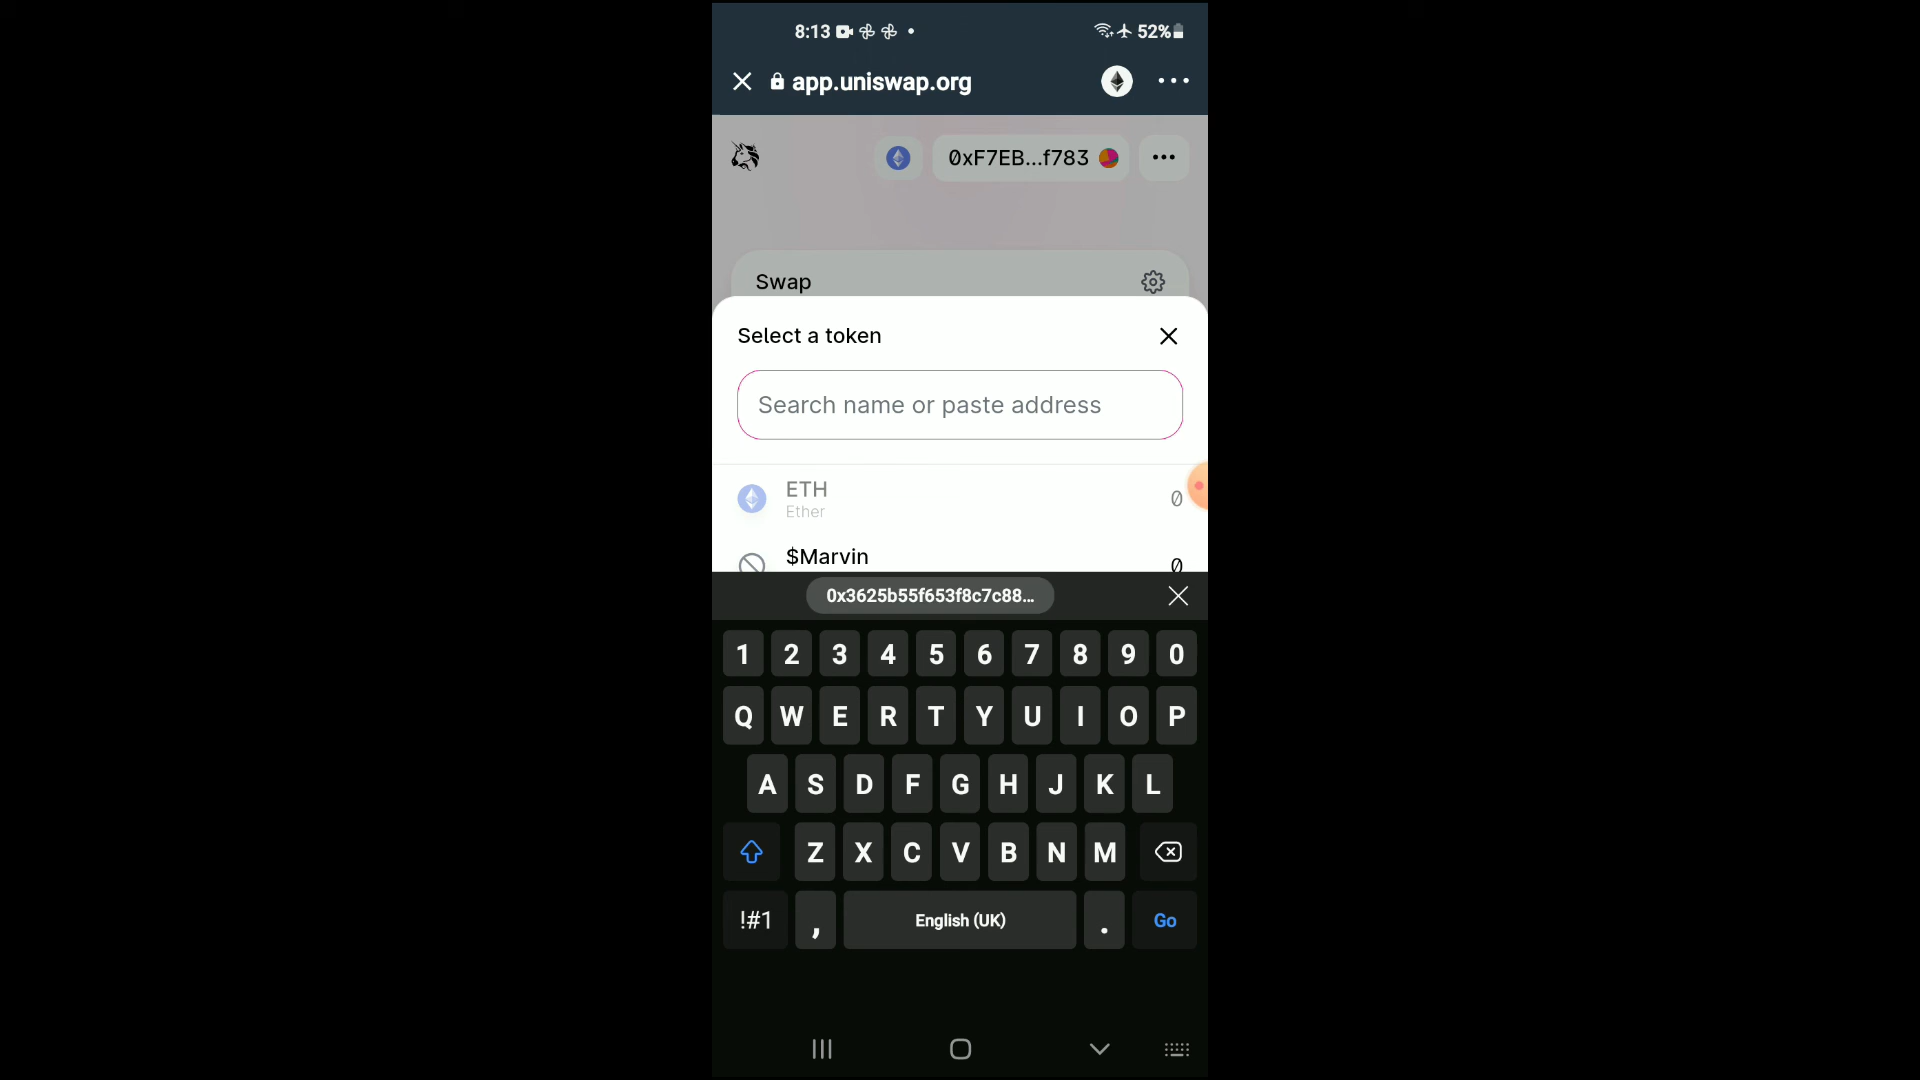 8:13 52%
app.uniswap.org
0xF7EB...f783
Swap
Select a token
Search name or paste address
ETH 0
Ether
$Marvin 0
0x3625b55f653f8c7c88...
1 2 3 4 5 6 7 8 9 0
Q W E R T Y U I O P
A S D F G H J K L
Z X C V B N M
!#1 , English (UK) . Go